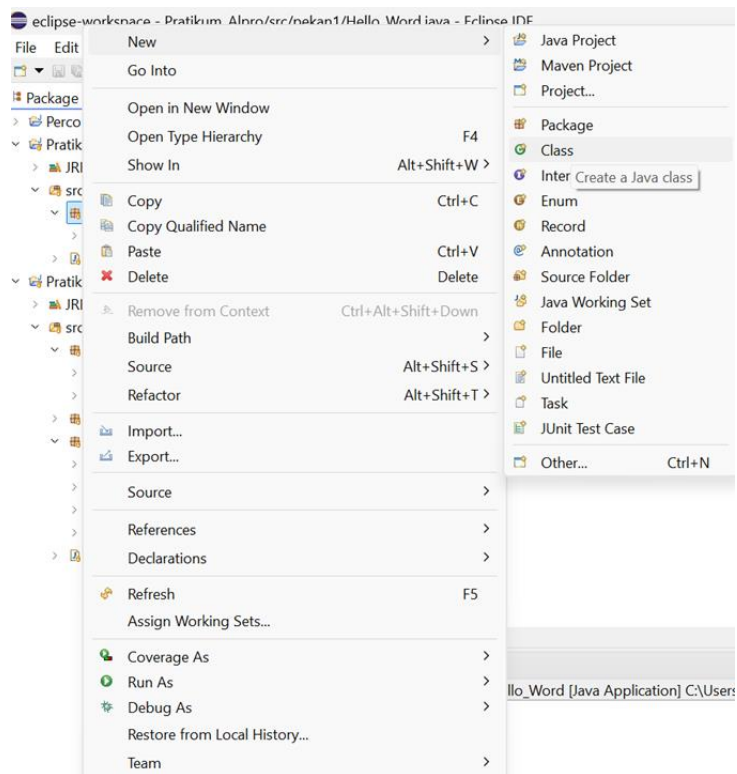 eclipse-workspace - Pratikum_Alpro/src/pekan1/Hello_Word.java - Eclipse IDE
File Edit
Package
Perco
Pratik
JRI
src
Pratik
JRI
src
New
Go Into
Open in New Window
Open Type Hierarchy F4
Show In Alt+Shift+W >
Copy Ctrl+C
Copy Qualified Name
Paste Ctrl+V
Delete Delete
Remove from Context Ctrl+Alt+Shift+Down
Build Path
Source Alt+Shift+S >
Refactor Alt+Shift+T >
Import...
Export...
Source
References
Declarations
Refresh F5
Assign Working Sets...
Coverage As
Run As
Debug As
Restore from Local History...
Team
Java Project
Maven Project
Project...
Package
Class
Inter
Create a Java class
Enum
Record
Annotation
Source Folder
Java Working Set
Folder
File
Untitled Text File
Task
JUnit Test Case
Other... Ctrl+N
llo_Word [Java Application] C:\Users